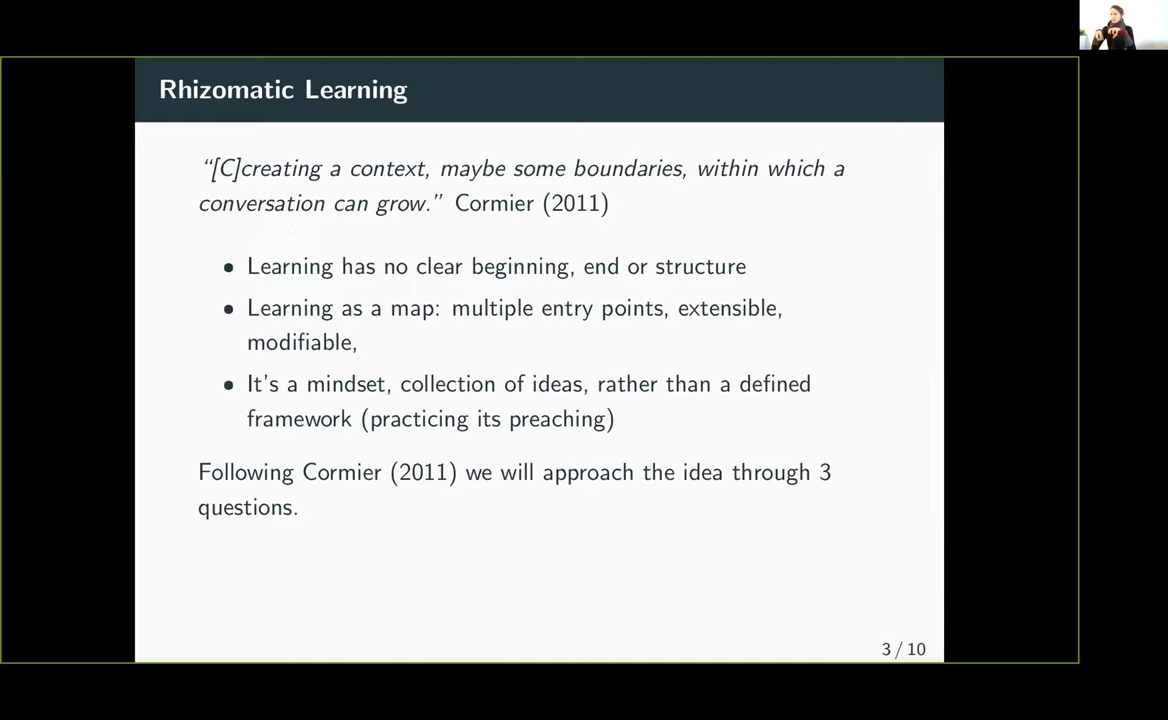 Rhizomatic Learning
“[C]creating a context, maybe some boundaries, within which a
conversation can grow.” Cormier (2011)
• Learning has no clear beginning, end or structure
• Learning as a map: multiple entry points, extensible,
modifiable,
• It’s a mindset, collection of ideas, rather than a defined
framework (practicing its preaching)
Following Cormier (2011) we will approach the idea through 3
questions.
3 / 10